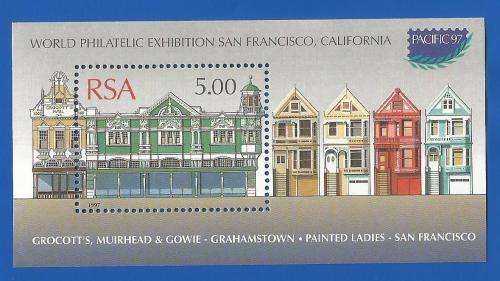 WORLD PHILATELIC EXHIBITION SAN FRANCISCO, CALIFORNIA
PACIFIC 97
RSA 5.00
1997
GROCOTT'S, MUIRHEAD & GOWIE - GRAHAMSTOWN • PAINTED LADIES - SAN FRANCISCO